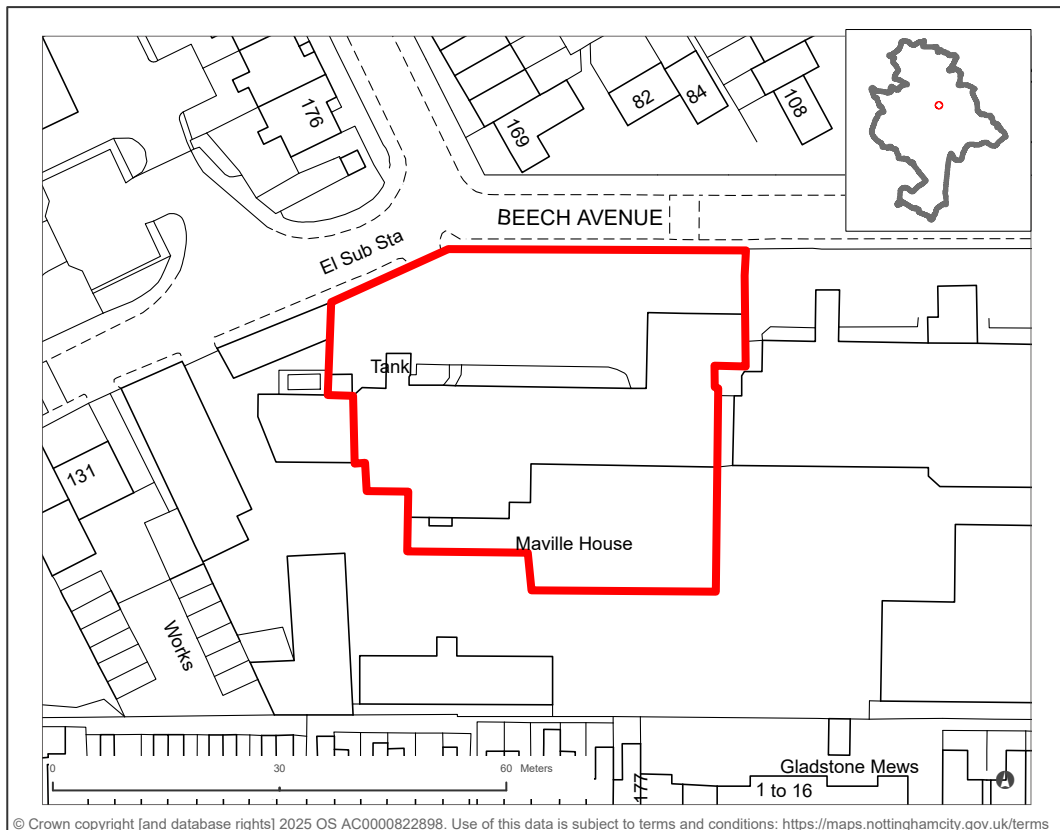 176
169
82
84
108
BEECH AVENUE
El Sub Sta
Tank
131
Maville House
Works
Gladstone Mews
1 to 16
177
0 30 60 Meters
© Crown copyright [and database rights] 2025 OS AC0000822898. Use of this data is subject to terms and conditions: https://maps.nottinghamcity.gov.uk/terms